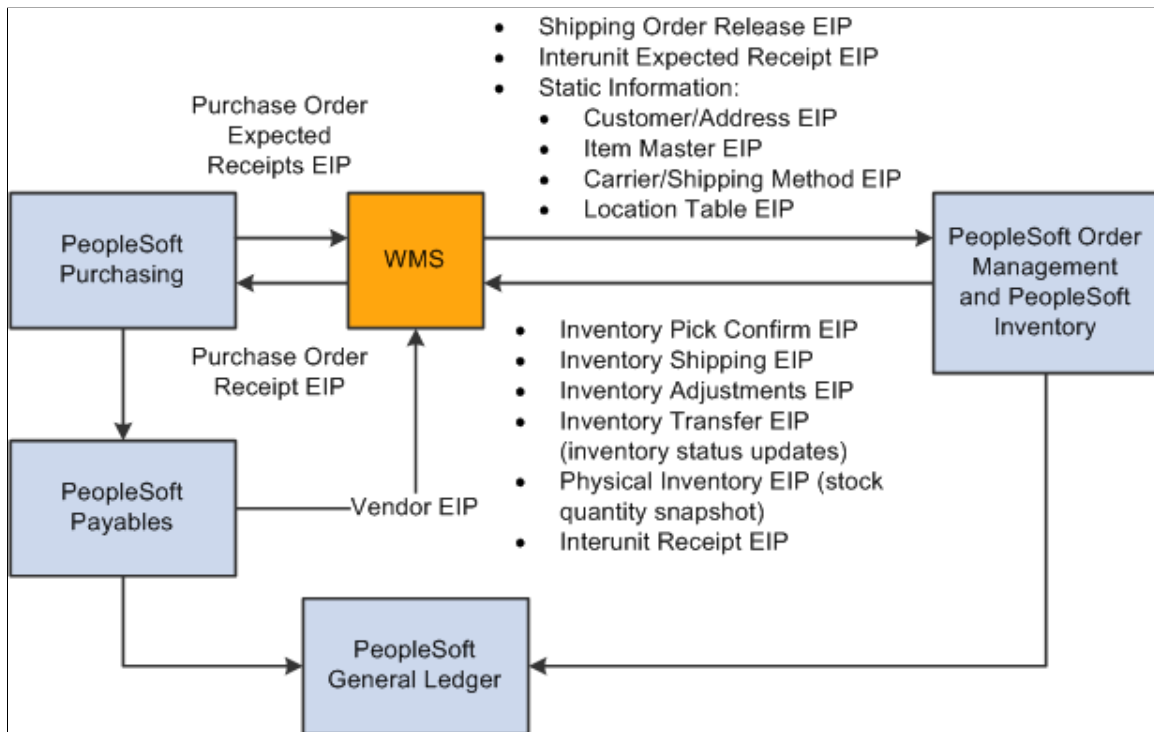 • Shipping Order Release EIP
• Interunit Expected Receipt EIP
• Static Information:
• Customer/Address EIP
• Item Master EIP
• Carrier/Shipping Method EIP
• Location Table EIP
Purchase Order
Expected
Receipts EIP
PeopleSoft
Purchasing
WMS
PeopleSoft Order
Management
and PeopleSoft
Inventory
Purchase Order
Receipt EIP
• Inventory Pick Confirm EIP
• Inventory Shipping EIP
• Inventory Adjustments EIP
• Inventory Transfer EIP
(inventory status updates)
• Physical Inventory EIP (stock
quantity snapshot)
• Interunit Receipt EIP
PeopleSoft
Payables
Vendor EIP
PeopleSoft
General Ledger